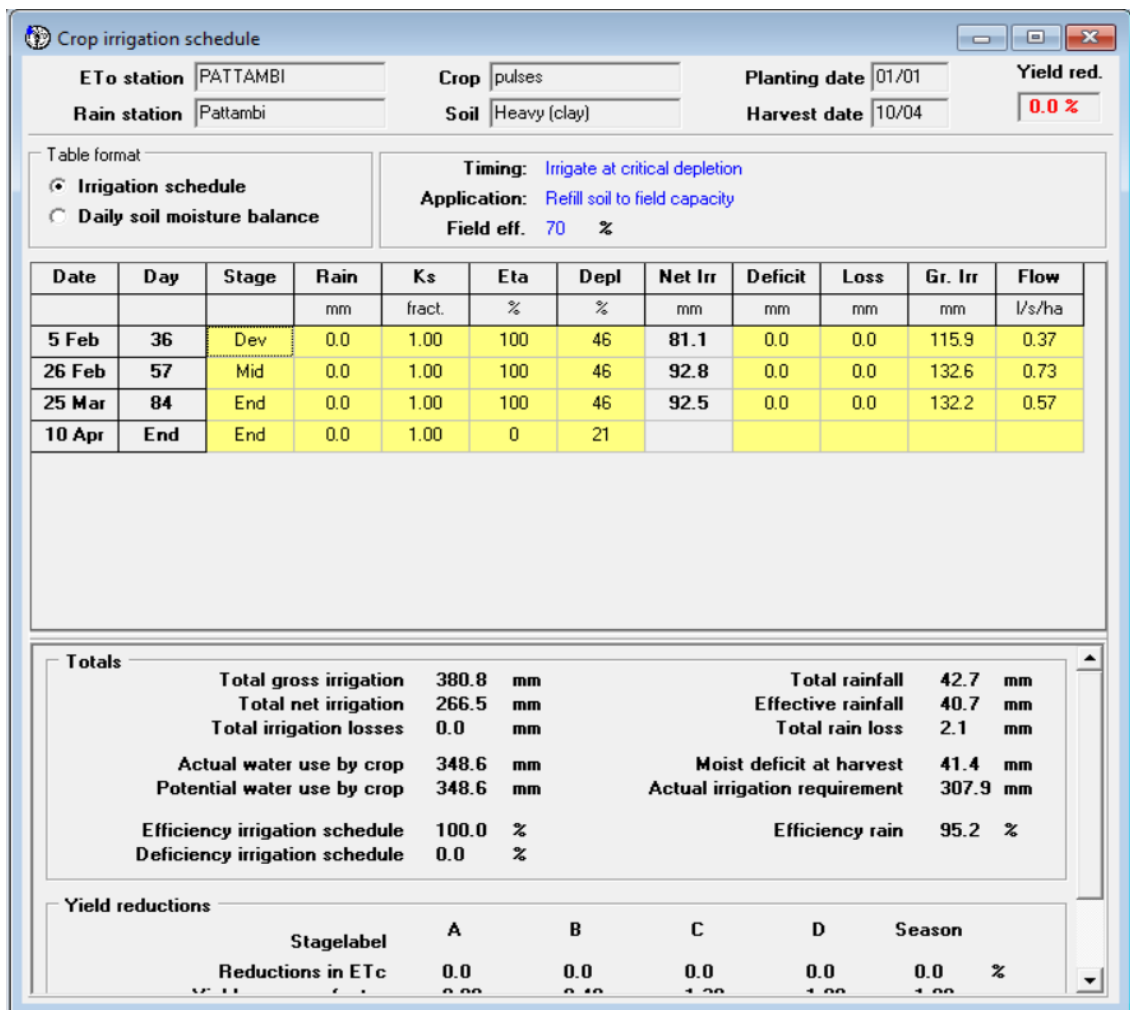 Crop irrigation schedule
ETo station PATTAMBI Crop pulses Planting date 01/01 Yield red.
Rain station Pattambi Soil Heavy (clay) Harvest date 10/04 0.0 %
Table format
Irrigation schedule
Daily soil moisture balance
Timing: Irrigate at critical depletion
Application: Refill soil to field capacity
Field eff. 70 %
Date Day Stage Rain Ks Eta Depl Net Irr Deficit Loss Gr. Irr Flow
mm fract. % % mm mm mm mm l/s/ha
5 Feb 36 Dev 0.0 1.00 100 46 81.1 0.0 0.0 115.9 0.37
26 Feb 57 Mid 0.0 1.00 100 46 92.8 0.0 0.0 132.6 0.73
25 Mar 84 End 0.0 1.00 100 46 92.5 0.0 0.0 132.2 0.57
10 Apr End End 0.0 1.00 0 21
Totals
Total gross irrigation 380.8 mm Total rainfall 42.7 mm
Total net irrigation 266.5 mm Effective rainfall 40.7 mm
Total irrigation losses 0.0 mm Total rain loss 2.1 mm
Actual water use by crop 348.6 mm Moist deficit at harvest 41.4 mm
Potential water use by crop 348.6 mm Actual irrigation requirement 307.9 mm
Efficiency irrigation schedule 100.0 % Efficiency rain 95.2 %
Deficiency irrigation schedule 0.0 %
Yield reductions
Stagelabel A B C D Season
Reductions in ETc 0.0 0.0 0.0 0.0 0.0 %